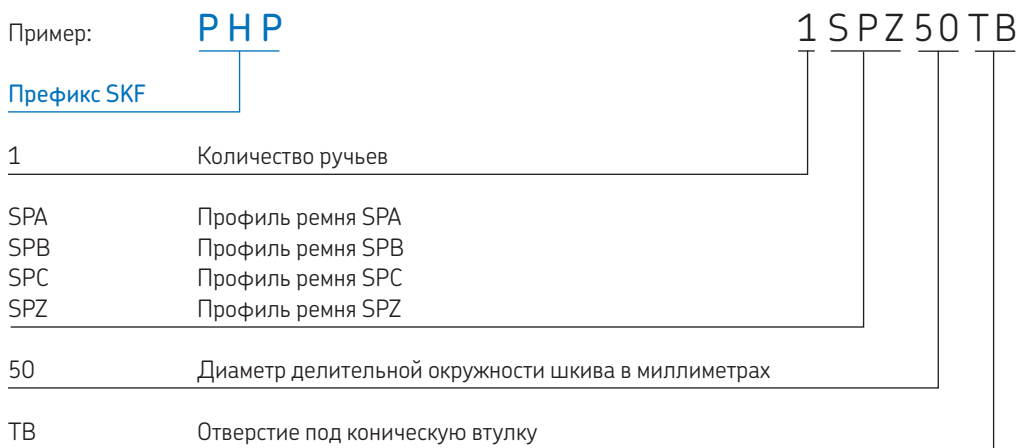 Пример: PHP 1 SPZ 50 TB
Префикс SKF
1 Количество ручьев
SPA Профиль ремня SPA
SPB Профиль ремня SPB
SPC Профиль ремня SPC
SPZ Профиль ремня SPZ
50 Диаметр делительной окружности шкива в миллиметрах
TB Отверстие под коническую втулку